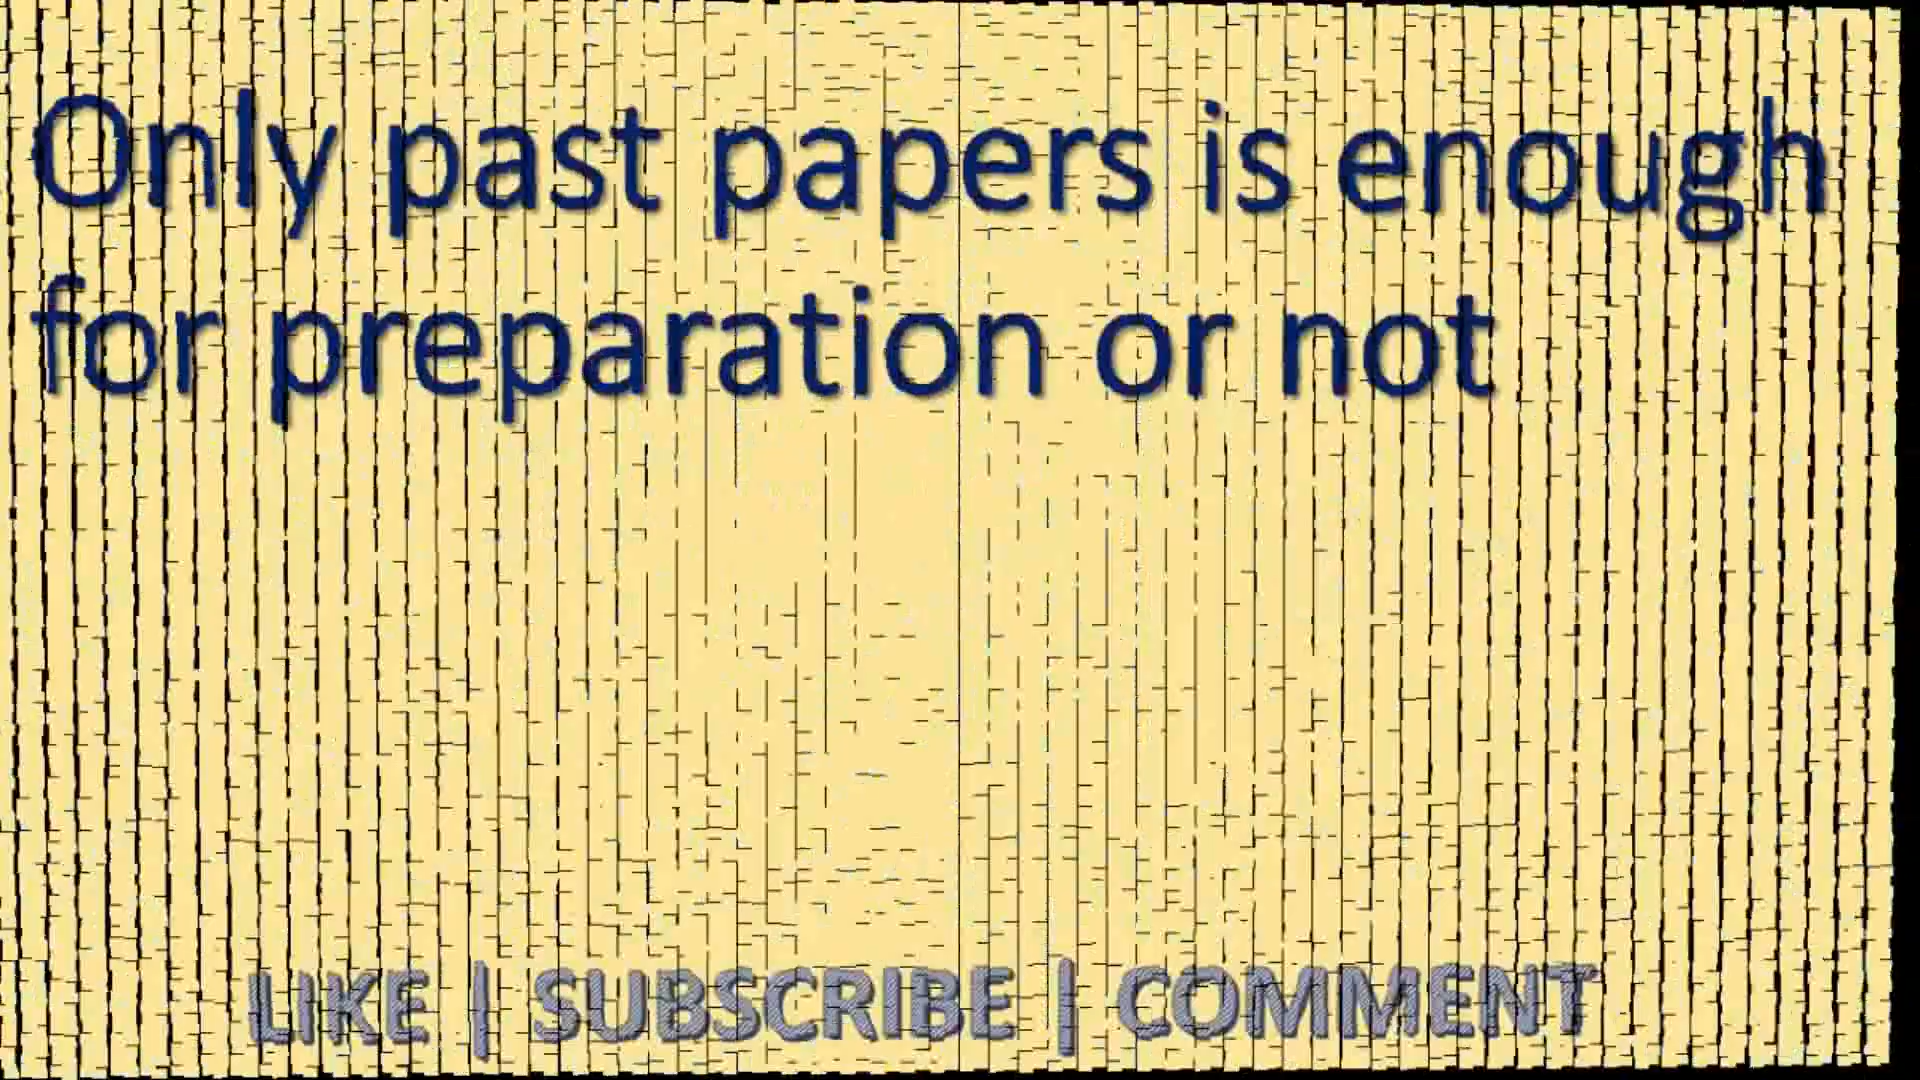 Only past papers is enough
for preparation or not
LIKE | SUBSCRIBE | COMMENT